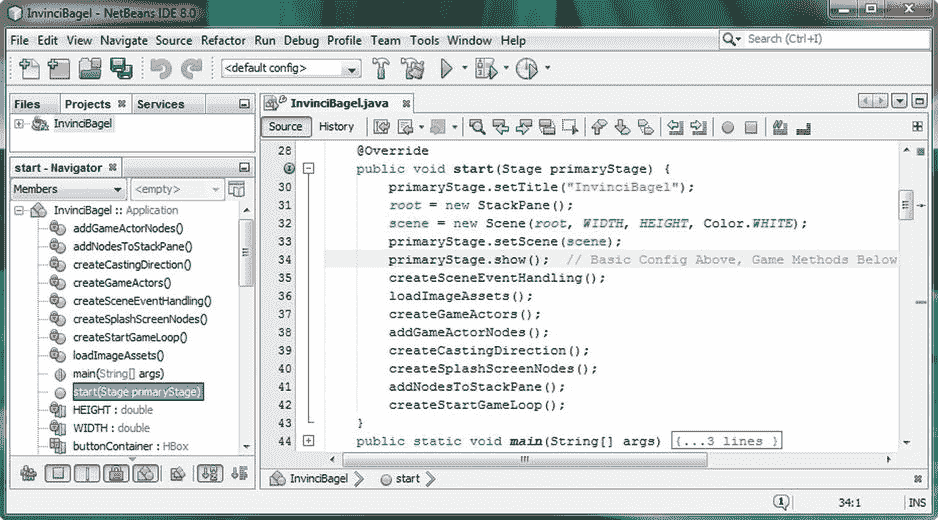 InvinciBagel - NetBeans IDE 8.0
File Edit View Navigate Source Refactor Run Debug Profile Team Tools Window Help
Search (Ctrl+I)
<default config>
Files Projects Services
InvinciBagel
start - Navigator
Members <empty>
InvinciBagel :: Application
addGameActorNodes()
addNodesToStackPane()
createCastingDirection()
createGameActors()
createSceneEventHandling()
createSplashScreenNodes()
createStartGameLoop()
loadImageAssets()
main(String[] args)
start(Stage primaryStage)
HEIGHT : double
WIDTH : double
buttonContainer : HBox
InvinciBagel.java
Source History
28 @Override
public void start(Stage primaryStage) {
30 primaryStage.setTitle("InvinciBagel");
31 root = new StackPane();
32 scene = new Scene(root, WIDTH, HEIGHT, Color.WHITE);
33 primaryStage.setScene(scene);
34 primaryStage.show();  // Basic Config Above, Game Methods Below
35 createSceneEventHandling();
36 loadImageAssets();
37 createGameActors();
38 addGameActorNodes();
39 createCastingDirection();
40 createSplashScreenNodes();
41 addNodesToStackPane();
42 createStartGameLoop();
43 }
44 public static void main(String[] args) {...3 lines }
InvinciBagel start
1 34:1 INS